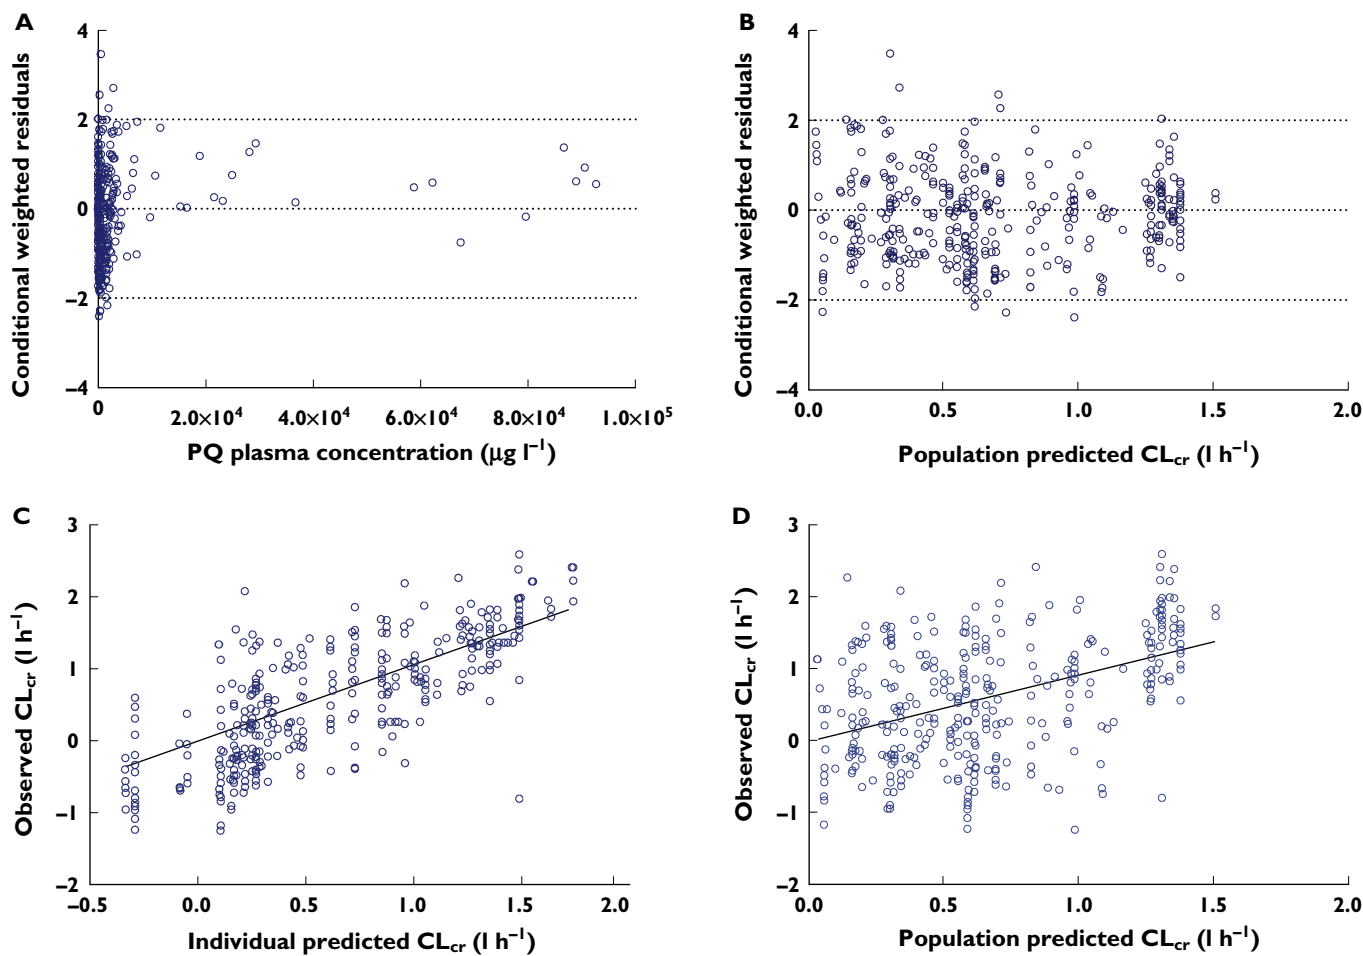 A
Conditional weighted residuals
4
2
0
−2
−4
0 2.0×10⁴ 4.0×10⁴ 6.0×10⁴ 8.0×10⁴ 1.0×10⁵
PQ plasma concentration (μg l⁻¹)
B
Conditional weighted residuals
4
2
0
−2
−4
0.0 0.5 1.0 1.5 2.0
Population predicted CLcr (l h⁻¹)
C
Observed CLcr (l h⁻¹)
3
2
1
0
−1
−2
−0.5 0.0 0.5 1.0 1.5 2.0
Individual predicted CLcr (l h⁻¹)
D
Observed CLcr (l h⁻¹)
3
2
1
0
−1
−2
0.0 0.5 1.0 1.5 2.0
Population predicted CLcr (l h⁻¹)